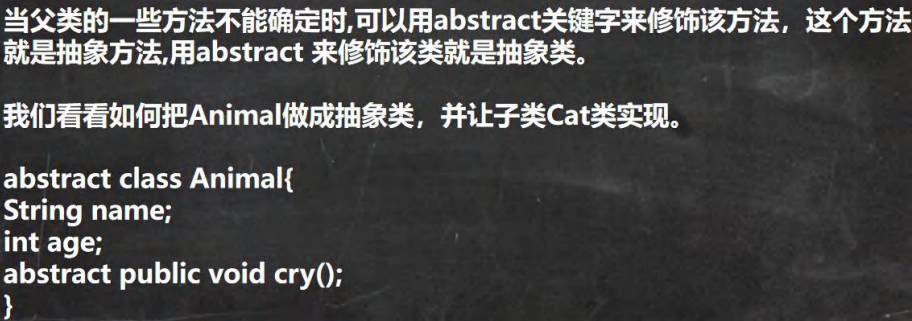 当父类的一些方法不能确定时,可以用abstract关键字来修饰该方法，这个方法
就是抽象方法,用abstract 来修饰该类就是抽象类。
我们看看如何把Animal做成抽象类，并让子类Cat类实现。
abstract class Animal{
String name;
int age;
abstract public void cry();
}